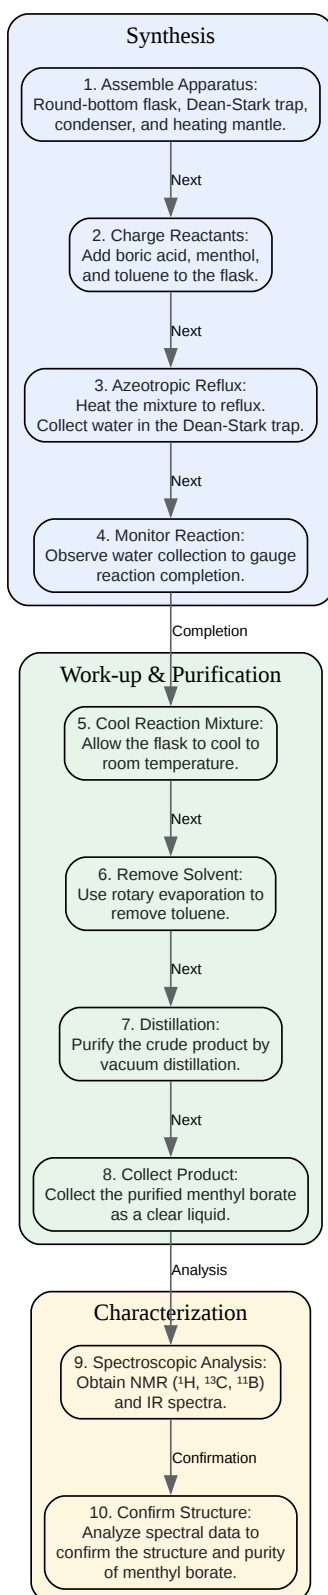 Synthesis
1. Assemble Apparatus:
Round-bottom flask, Dean-Stark trap,
condenser, and heating mantle.
Next
2. Charge Reactants:
Add boric acid, menthol,
and toluene to the flask.
Next
3. Azeotropic Reflux:
Heat the mixture to reflux.
Collect water in the Dean-Stark trap.
Next
4. Monitor Reaction:
Observe water collection to gauge
reaction completion.
Completion
Work-up & Purification
5. Cool Reaction Mixture:
Allow the flask to cool to
room temperature.
Next
6. Remove Solvent:
Use rotary evaporation to
remove toluene.
Next
7. Distillation:
Purify the crude product by
vacuum distillation.
Next
8. Collect Product:
Collect the purified menthyl borate
as a clear liquid.
Analysis
Characterization
9. Spectroscopic Analysis:
Obtain NMR (¹H, ¹³C, ¹¹B)
and IR spectra.
Confirmation
10. Confirm Structure:
Analyze spectral data to
confirm the structure and purity
of menthyl borate.